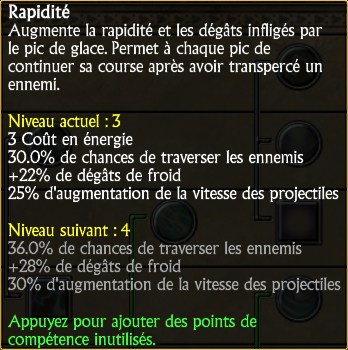 Rapidité
Augmente la rapidité et les dégâts infligés par
le pic de glace. Permet à chaque pic de
continuer sa course après avoir transpercé un
ennemi.
Niveau actuel : 3
3 Coût en énergie
30.0% de chances de traverser les ennemis
+22% de dégâts de froid
25% d'augmentation de la vitesse des projectiles
Niveau suivant : 4
36.0% de chances de traverser les ennemis
+28% de dégâts de froid
30% d'augmentation de la vitesse des projectiles
Appuyez pour ajouter des points de
compétence inutilisés.